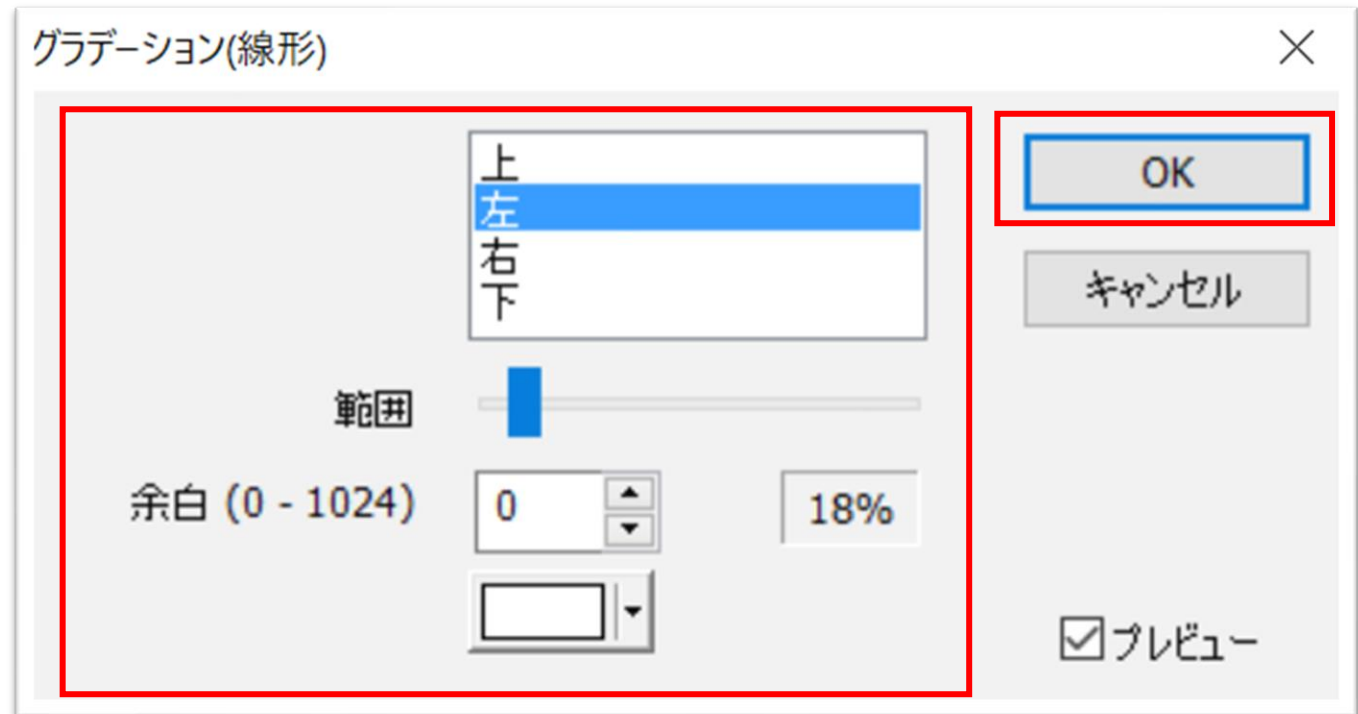 グラデーション(線形)
上
左
右
下
範囲
余白 (0 - 1024)
0
18%
OK
キャンセル
プレビュー